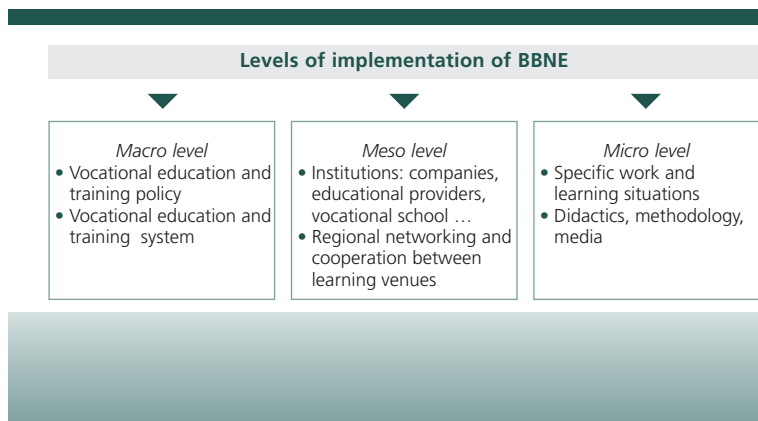 Levels of implementation of BBNE
Macro level
• Vocational education and
training policy
• Vocational education and
training system
Meso level
• Institutions: companies,
educational providers,
vocational school …
• Regional networking and
cooperation between
learning venues
Micro level
• Specific work and
learning situations
• Didactics, methodology,
media